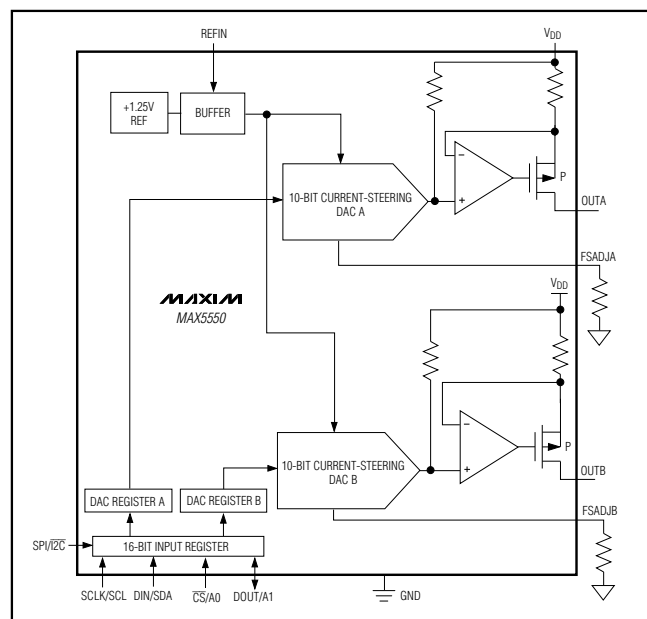 REFIN
VDD
+1.25V
REF
BUFFER
−
+
P
10-BIT CURRENT-STEERING
DAC A
OUTA
FSADJA
MAXIM
MAX5550
VDD
−
+
P
10-BIT CURRENT-STEERING
DAC B
OUTB
FSADJB
DAC REGISTER A
DAC REGISTER B
SPI/I2C
16-BIT INPUT REGISTER
SCLK/SCL
DIN/SDA
CS/A0
DOUT/A1
GND